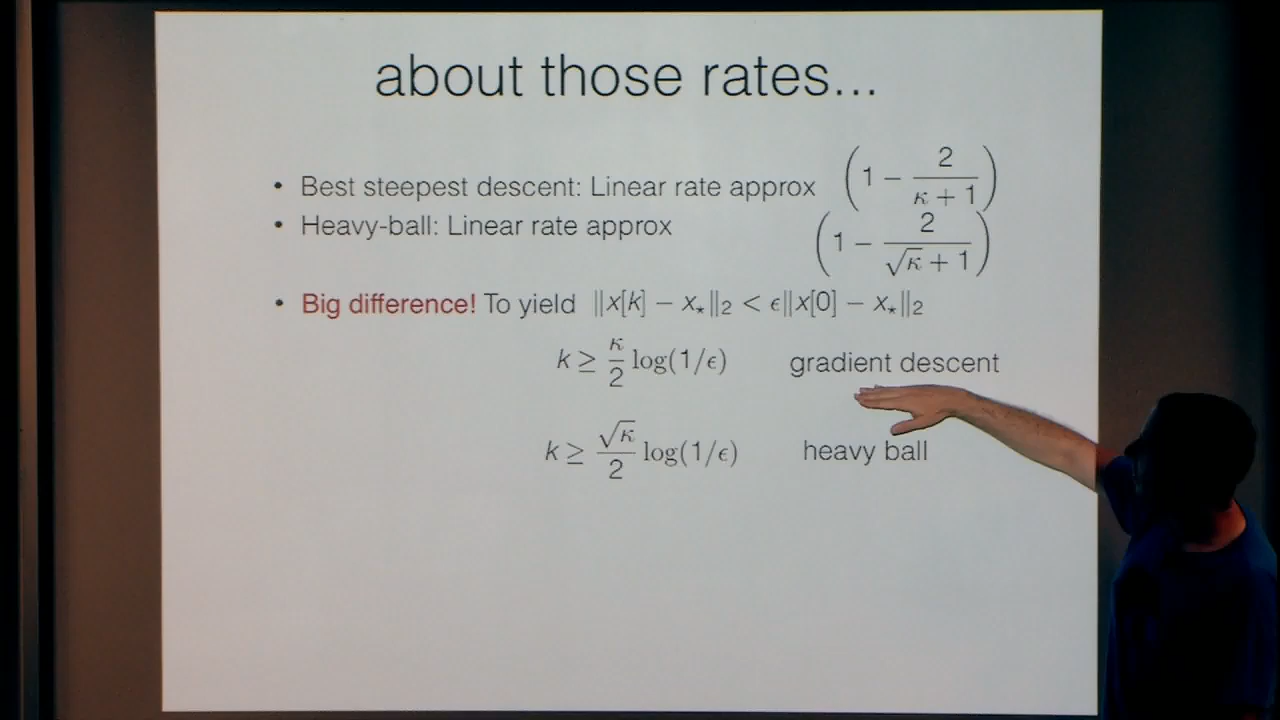 about those rates...
• Best steepest descent: Linear rate approx (1 − 2/(κ + 1))
• Heavy-ball: Linear rate approx (1 − 2/(√κ + 1))
• Big difference! To yield ‖x[k] − x⋆‖₂ < ϵ‖x[0] − x⋆‖₂
k ≥ κ/2 log(1/ϵ) gradient descent
k ≥ √κ/2 log(1/ϵ) heavy ball